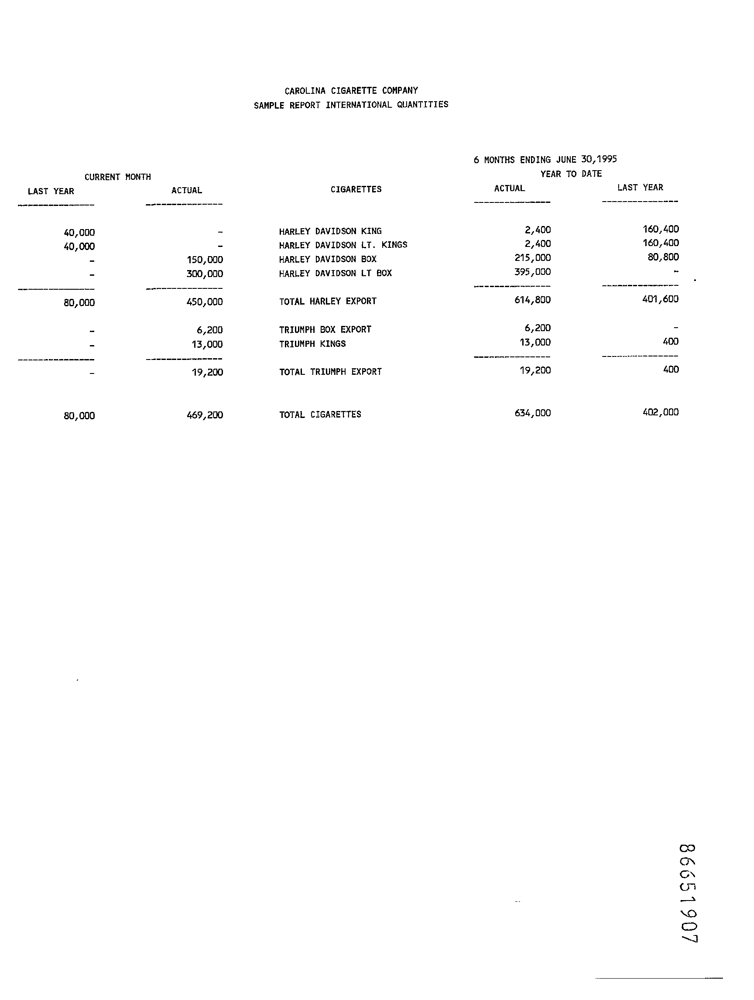 CAROLINA CIGARETTE COMPANY
SAMPLE REPORT INTERNATIONAL QUANTITIES
6 MONTHS ENDING JUNE 30,1995
CURRENT MONTH YEAR TO DATE
LAST YEAR ACTUAL CIGARETTES ACTUAL LAST YEAR
40,000 - HARLEY DAVIDSON KING 2,400 160,400
40,000 - HARLEY DAVIDSON LT. KINGS 2,400 160,400
- 150,000 HARLEY DAVIDSON BOX 215,000 80,800
- 300,000 HARLEY DAVIDSON LT BOX 395,000 -
80,000 450,000 TOTAL HARLEY EXPORT 614,800 401,600
- 6,200 TRIUMPH BOX EXPORT 6,200 -
- 13,000 TRIUMPH KINGS 13,000 400
- 19,200 TOTAL TRIUMPH EXPORT 19,200 400
80,000 469,200 TOTAL CIGARETTES 634,000 402,000
86651907